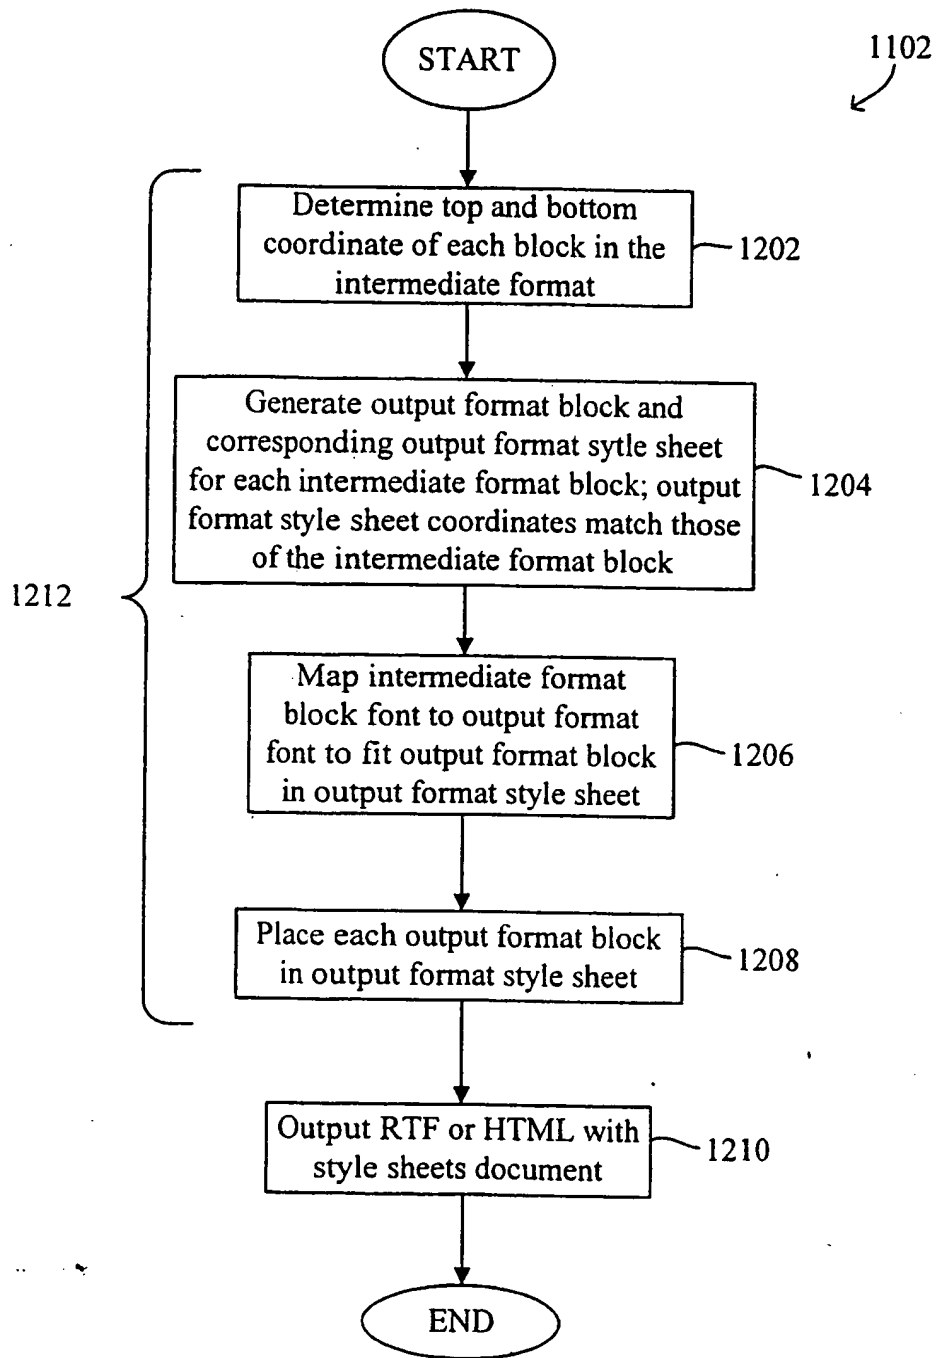 START
1102
Determine top and bottom
coordinate of each block in the
intermediate format
1202
Generate output format block and
corresponding output format sytle sheet
for each intermediate format block; output
format style sheet coordinates match those
of the intermediate format block
1204
1212
Map intermediate format
block font to output format
font to fit output format block
in output format style sheet
1206
Place each output format block
in output format style sheet
1208
Output RTF or HTML with
style sheets document
1210
END